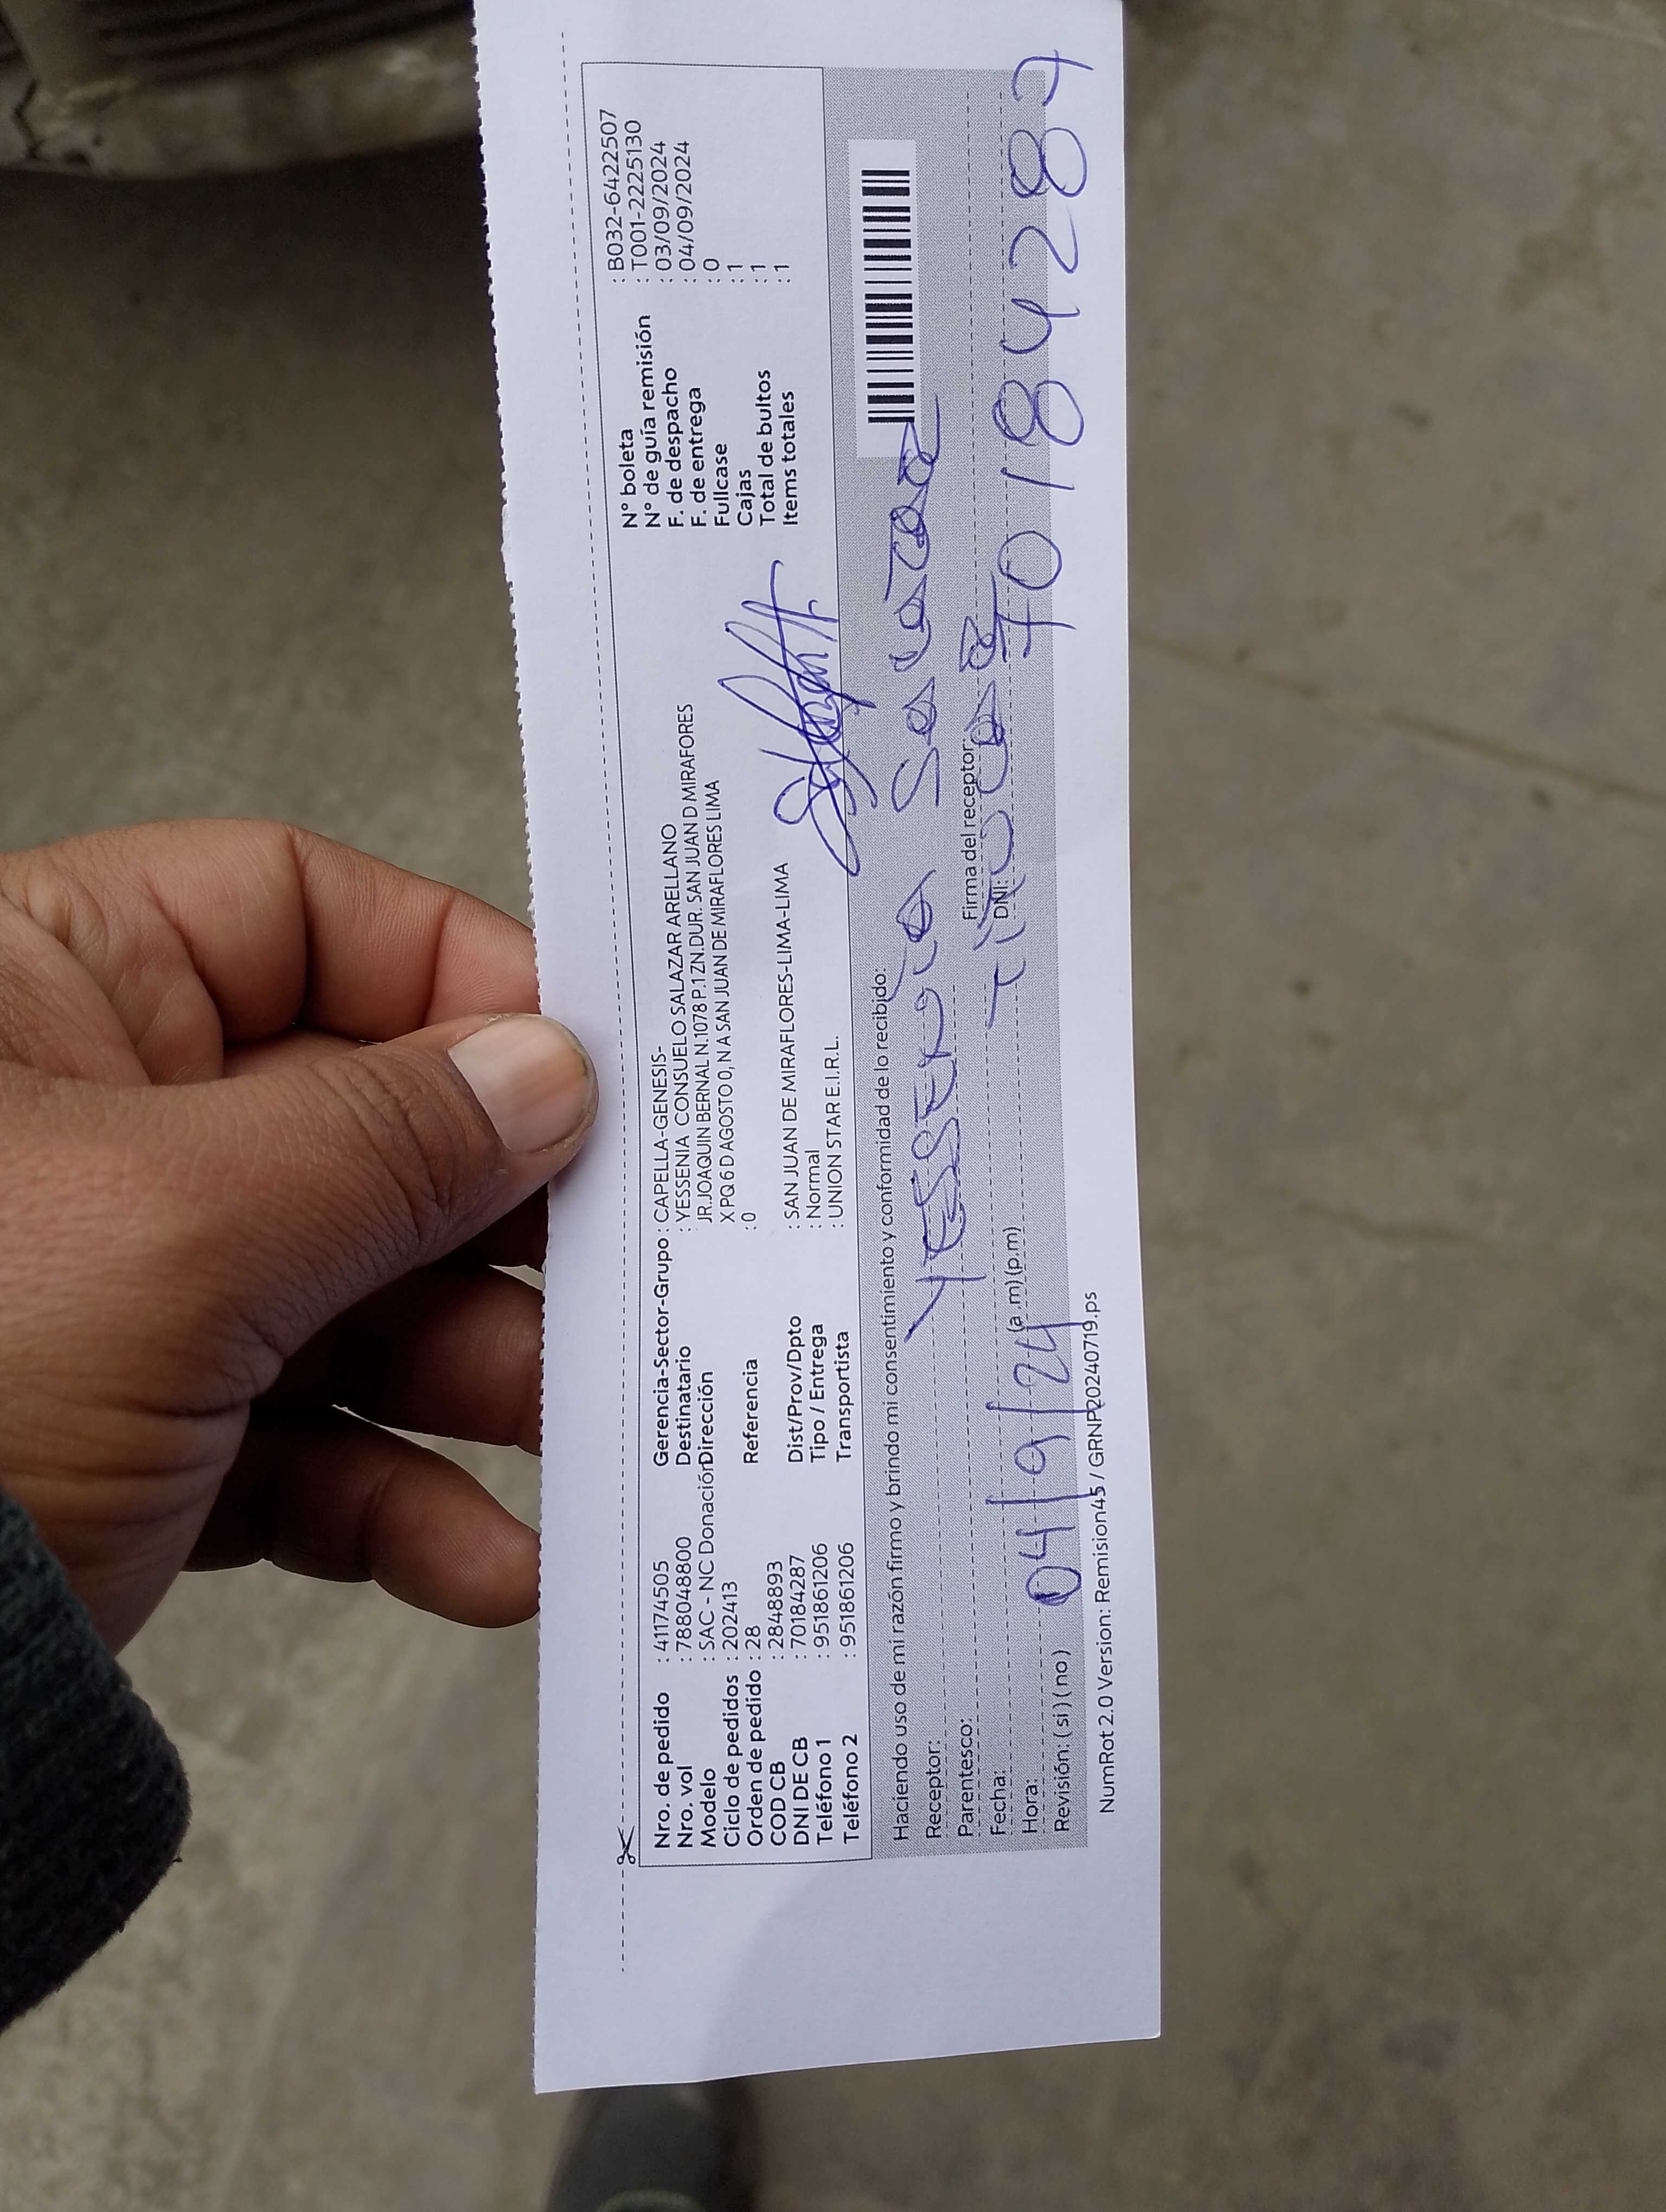 Nro. de pedido : 41174505
Nro. vol : 788048800
Modelo : SAC - NC Donación
Ciclo de pedidos : 202413
Orden de pedido : 28
COD CB : 2848893
DNI DE CB : 70184287
Teléfono 1 : 951861206
Teléfono 2 : 951861206
Gerencia-Sector-Grupo : CAPELLA-GENESIS-
Destinatario : YESSENIA CONSUELO SALAZAR ARELLANO
Dirección : JR.JOAQUIN BERNAL N.1078 P.1 ZN.DUR. SAN JUAN D MIRAFORES
X PQ 6 D AGOSTO 0, NA SAN JUAN DE MIRAFLORES LIMA
Referencia : 0
Dist/Prov/Dpto : SAN JUAN DE MIRAFLORES-LIMA-LIMA
Tipo / Entrega : Normal
Transportista : UNION STAR E.I.R.L.
N° boleta : B032-6422507
N° de guía remisión : T001-2225130
F. de despacho : 03/09/2024
F. de entrega : 04/09/2024
Fullcase : 0
Cajas : 1
Total de bultos : 1
Items totales : 1
Haciendo uso de mi razón firmo y brindo mi consentimiento y conformidad de lo recibido:
Receptor: Yessenia Salazar
Parentesco: Titular
Firma del receptor:
Fecha: 04/9/24
DNI: 70184287
Hora: (a.m) (p.m)
Revisión: ( si ) ( no )
NumRot 2.0 Version: Remision45 / GRNP20240719.ps